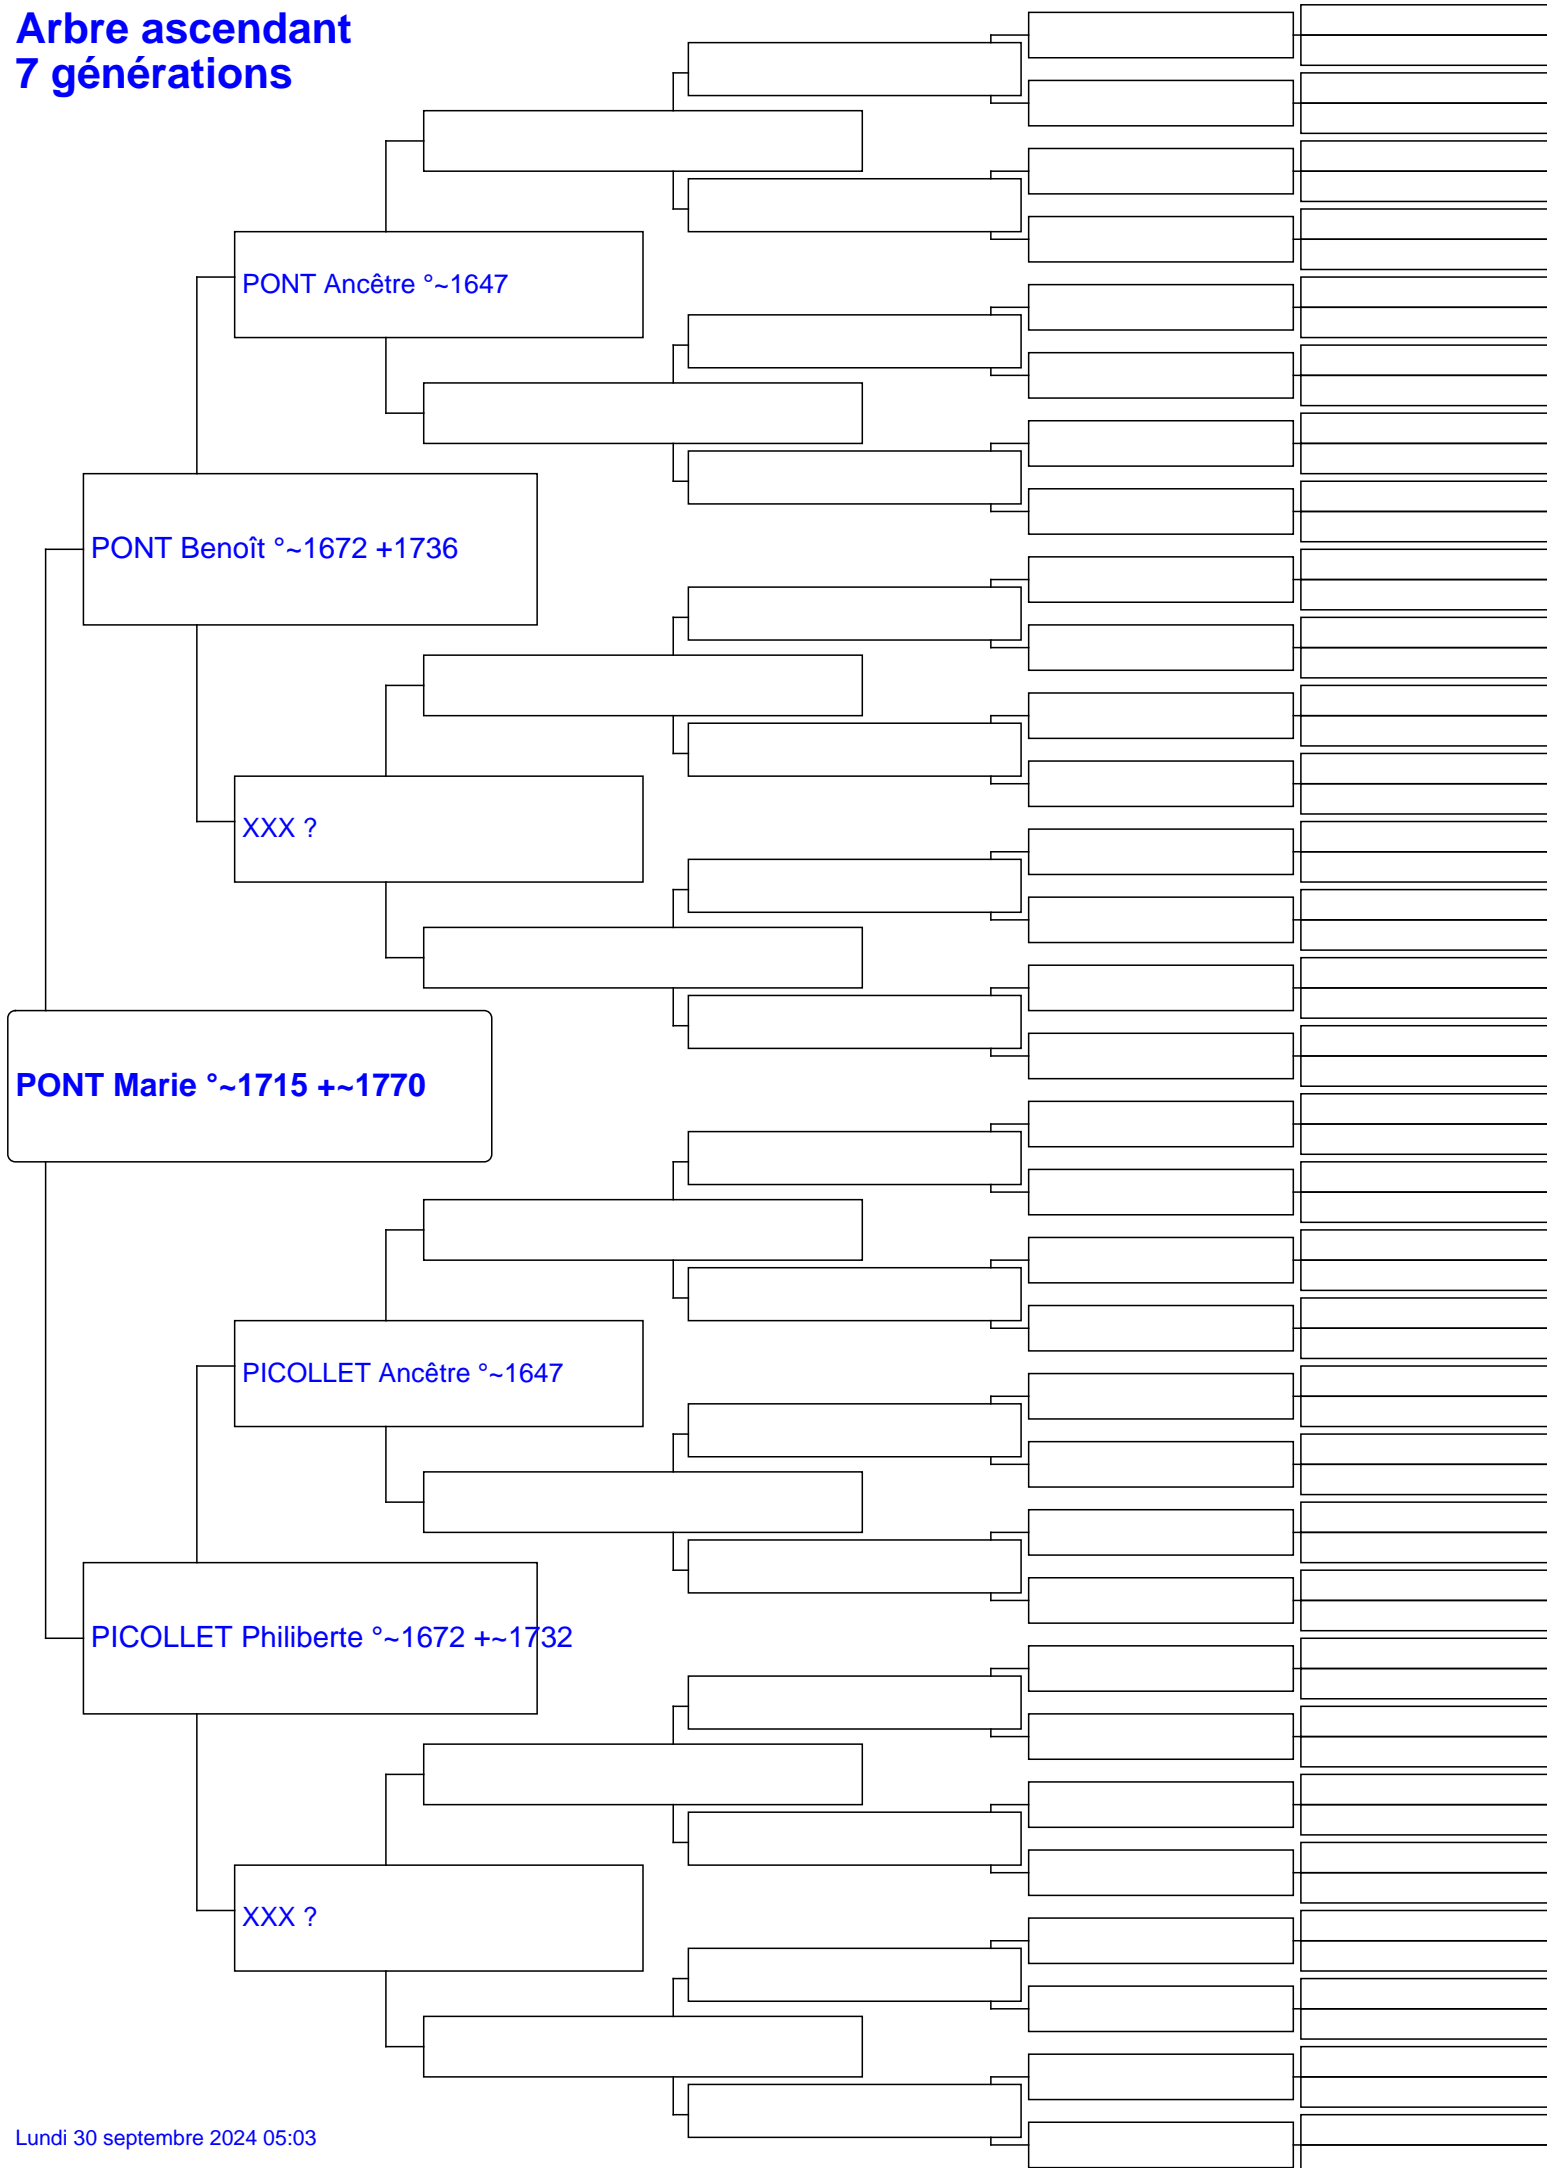 Arbre ascendant
7 générations
PONT Ancêtre °~1647
PONT Benoît °~1672 +1736
XXX ?
PONT Marie °~1715 +~1770
PICOLLET Ancêtre °~1647
PICOLLET Philiberte °~1672 +~1732
XXX ?
Lundi 30 septembre 2024 05:03